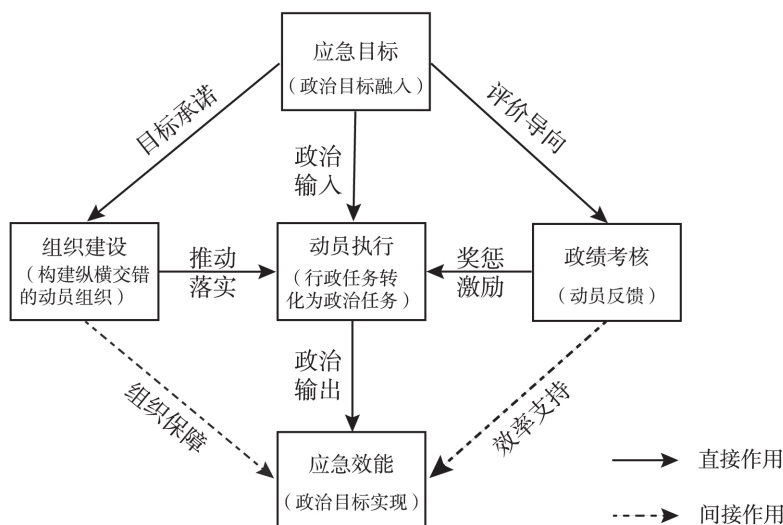 应急目标
（政治目标融入）
目标承诺
评价导向
政治
输入
组织建设
（构建纵横交错
的动员组织）
推动
落实
动员执行
（行政任务转
化为政治任务）
奖惩
激励
政绩考核
（动员反馈）
政治
输出
组织保障
效率支持
应急效能
（政治目标实现）
直接作用
间接作用